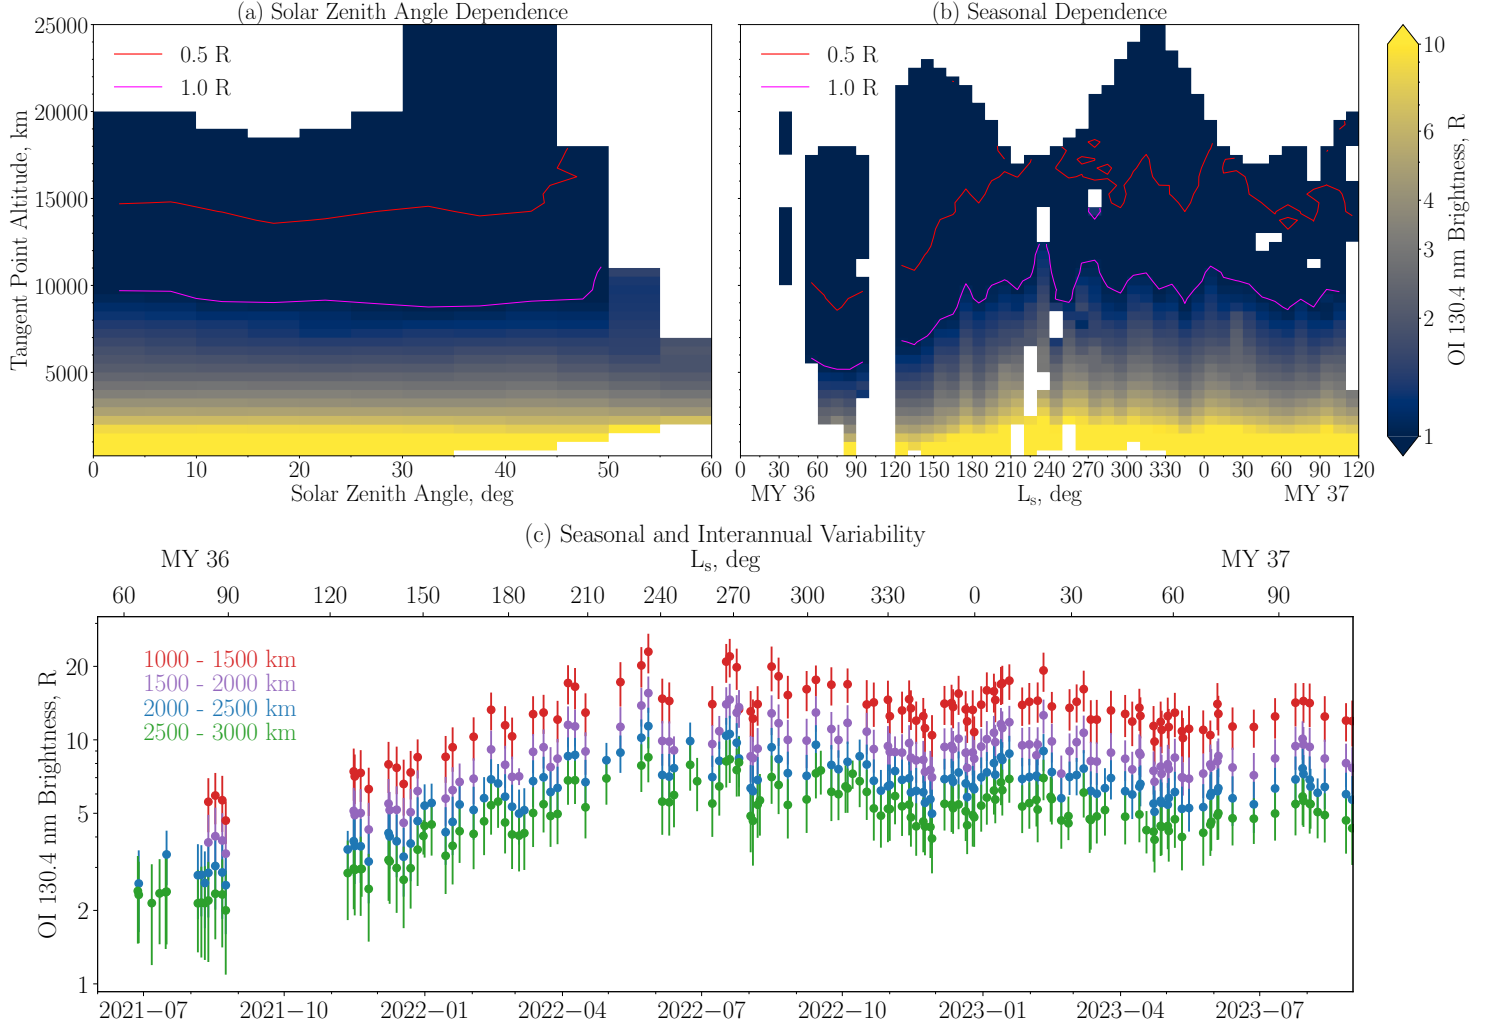 (a) Solar Zenith Angle Dependence
(b) Seasonal Dependence
25000
20000
15000
10000
5000
Tangent Point Altitude, km
0.5 R
1.0 R
0 10 20 30 40 50 60
Solar Zenith Angle, deg
0.5 R
1.0 R
0 30 60 90 120 150 180 210 240 270 300 330 0 30 60 90 120
MY 36 Ls, deg MY 37
10
6
4
3
2
1
OI 130.4 nm Brightness, R
(c) Seasonal and Interannual Variability
MY 36 Ls, deg MY 37
60 90 120 150 180 210 240 270 300 330 0 30 60 90
1000 - 1500 km
1500 - 2000 km
2000 - 2500 km
2500 - 3000 km
20
10
5
2
1
OI 130.4 nm Brightness, R
2021−07 2021−10 2022−01 2022−04 2022−07 2022−10 2023−01 2023−04 2023−07